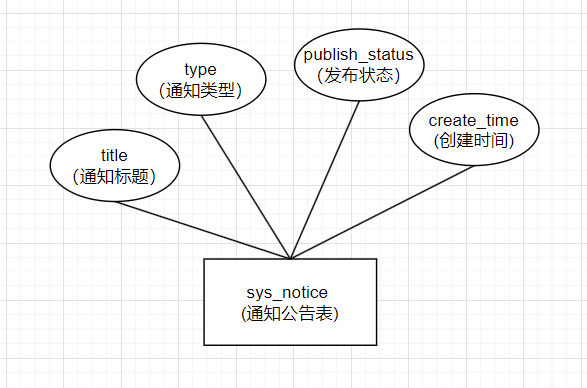 publish_status
（发布状态）
type
（通知类型）
create_time
(创建时间)
title
（通知标题）
sys_notice
(通知公告表)